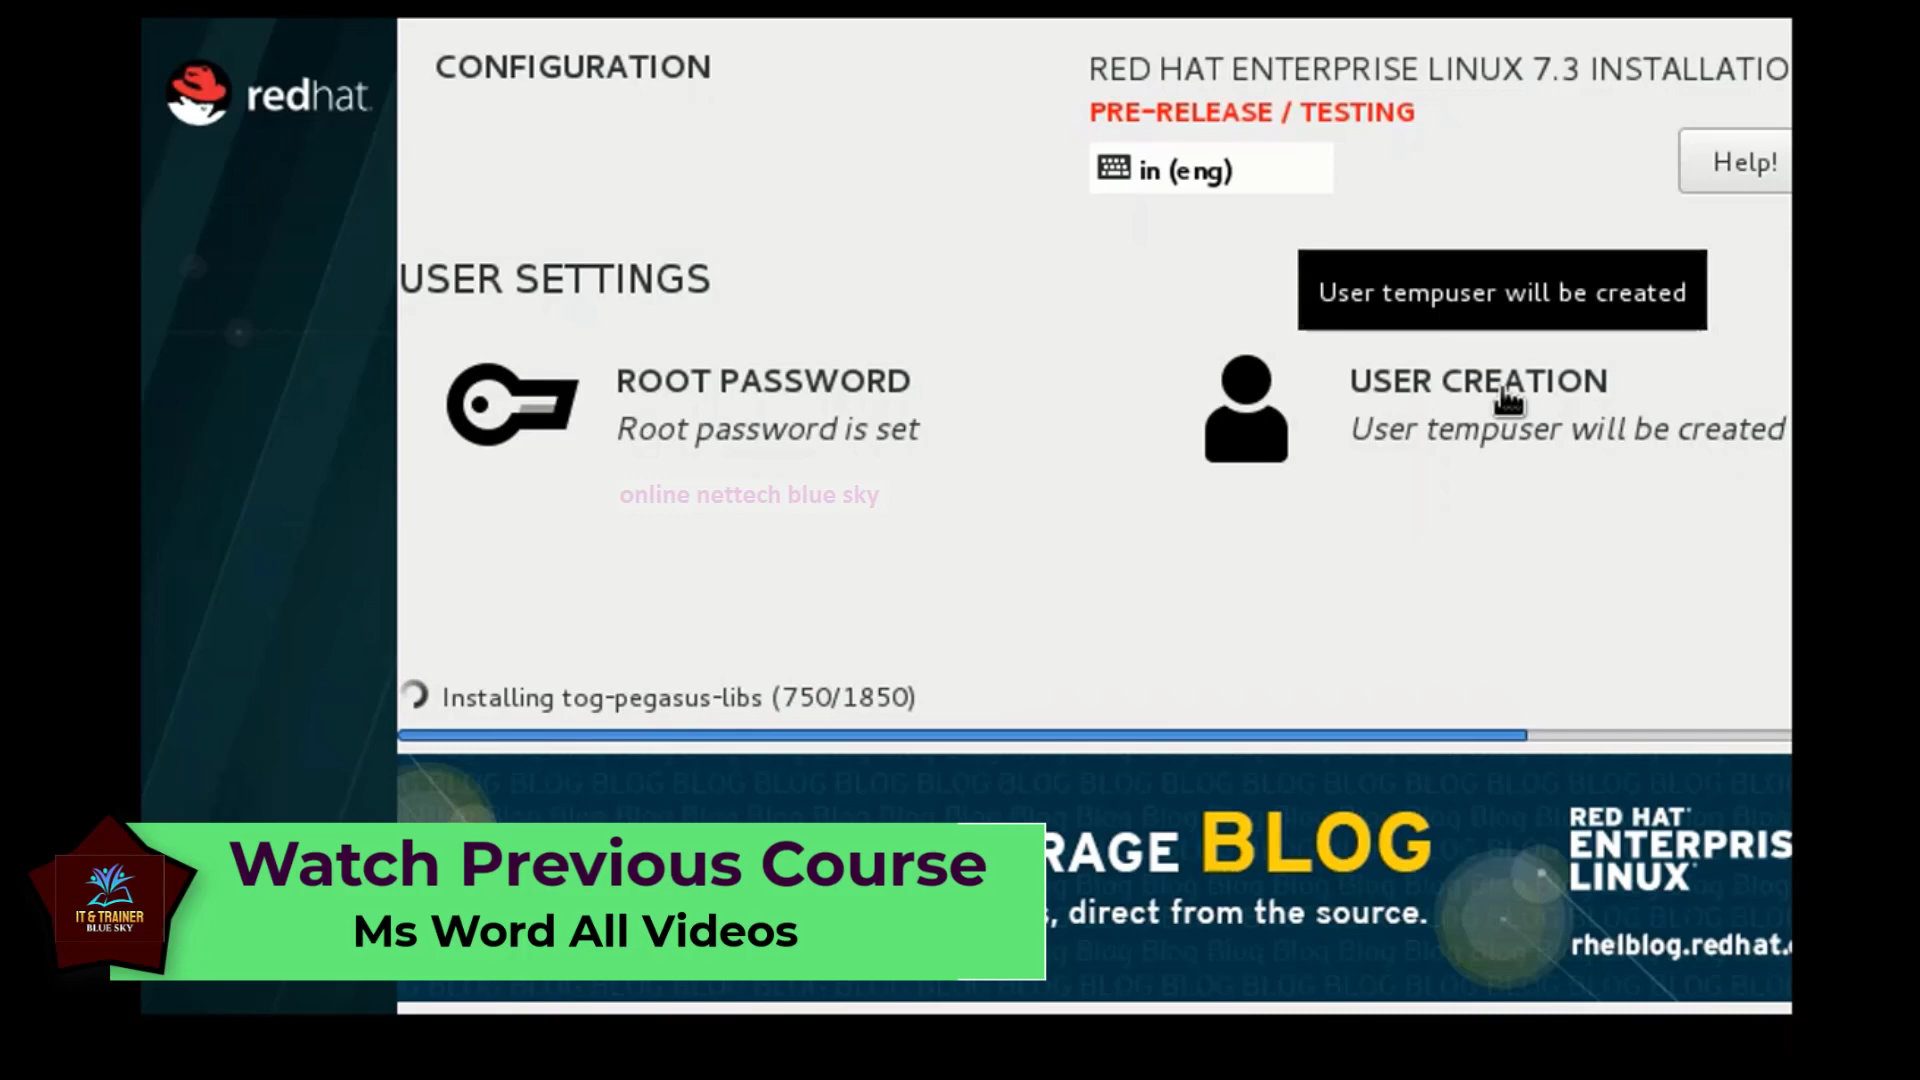 redhat
CONFIGURATION
RED HAT ENTERPRISE LINUX 7.3 INSTALLATIO
PRE-RELEASE / TESTING
in (eng)
Help!
USER SETTINGS
User tempuser will be created
ROOT PASSWORD
Root password is set
USER CREATION
User tempuser will be created
online nettech blue sky
Installing tog-pegasus-libs (750/1850)
RAGE BLOG
, direct from the source.
RED HAT
ENTERPRIS
LINUX
rhelblog.redhat.
Watch Previous Course
Ms Word All Videos
IT & TRAINER
BLUE SKY